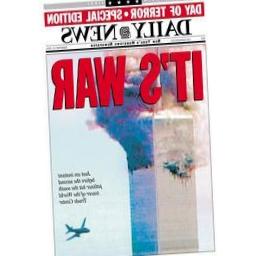 DAY OF TERROR • SPECIAL EDITION
DAILY NEWS
IT'S WAR
Just an instant
before the second
jetliner hit the south
tower of the World
Trade Center